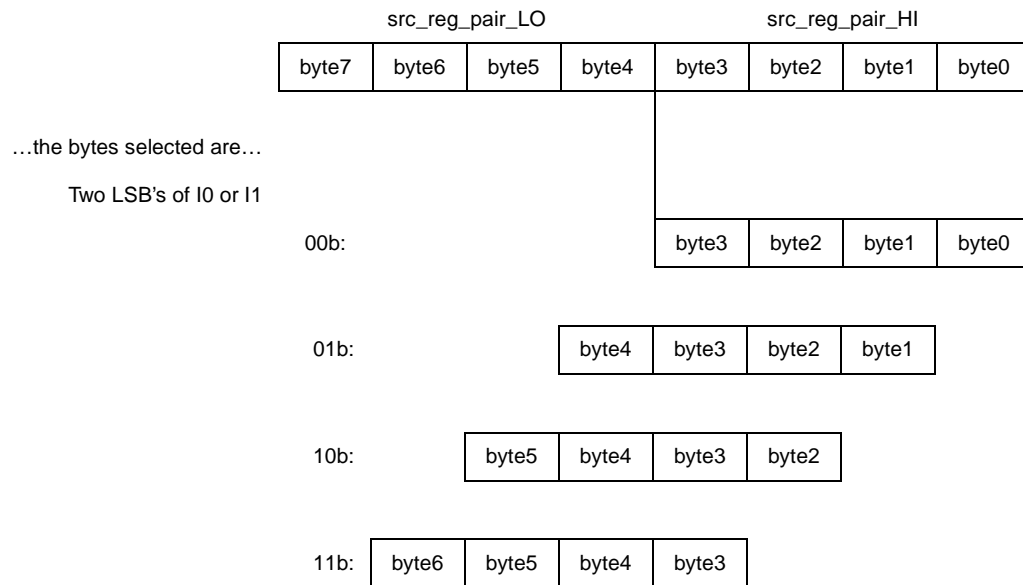 src_reg_pair_LO src_reg_pair_HI
byte7 byte6 byte5 byte4 byte3 byte2 byte1 byte0
…the bytes selected are…
Two LSB’s of I0 or I1
00b: byte3 byte2 byte1 byte0
01b: byte4 byte3 byte2 byte1
10b: byte5 byte4 byte3 byte2
11b: byte6 byte5 byte4 byte3